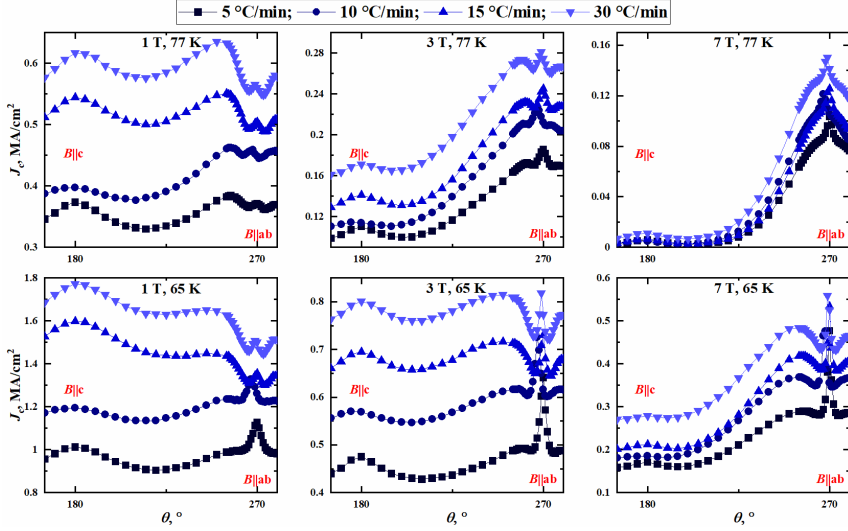 5 °C/min; 10 °C/min; 15 °C/min; 30 °C/min
1 T, 77 K
3 T, 77 K
7 T, 77 K
J_c, MA/cm²
0.6
0.5
0.4
0.3
0.28
0.24
0.20
0.16
0.12
0.16
0.12
0.08
0.04
0
B||c
B||c
B||c
B||ab
B||ab
B||ab
180
270
180
270
180
270
1 T, 65 K
3 T, 65 K
7 T, 65 K
J_c, MA/cm²
1.8
1.6
1.4
1.2
1
0.8
0.8
0.7
0.6
0.5
0.4
0.6
0.5
0.4
0.3
0.2
0.1
B||c
B||c
B||c
B||ab
B||ab
B||ab
180
270
180
270
180
270
θ, °
θ, °
θ, °